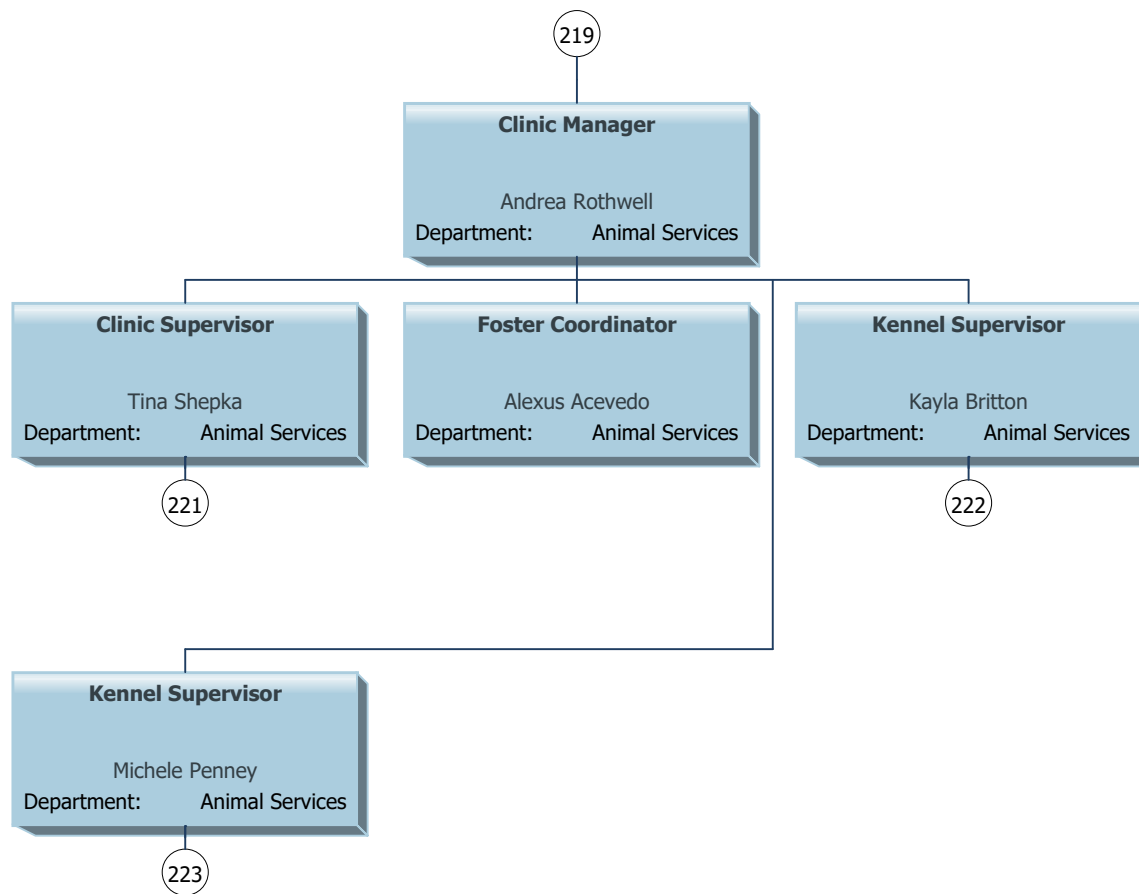 219
Clinic Manager
Andrea Rothwell
Department: Animal Services
Clinic Supervisor
Tina Shepka
Department: Animal Services
221
Foster Coordinator
Alexus Acevedo
Department: Animal Services
Kennel Supervisor
Kayla Britton
Department: Animal Services
222
Kennel Supervisor
Michele Penney
Department: Animal Services
223